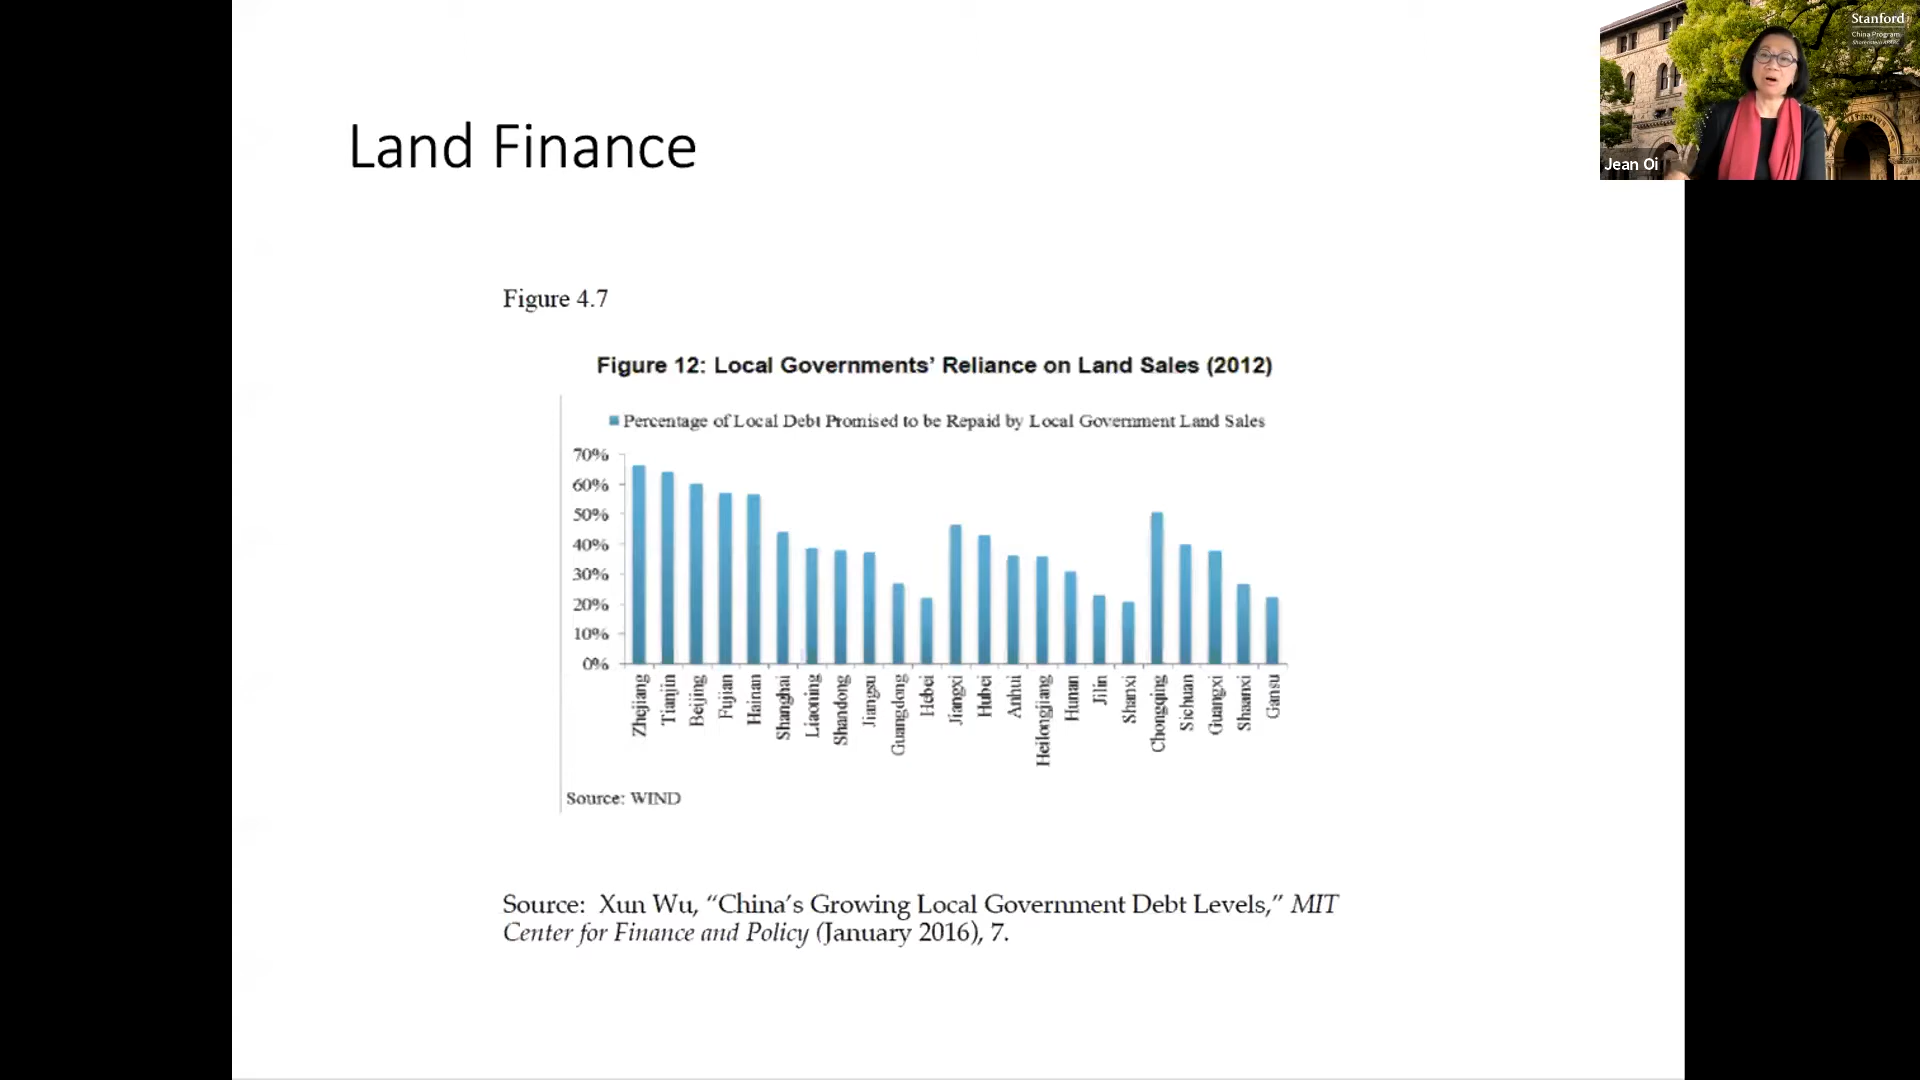 Stanford
China Program
Shorenstein APARC
Jean Oi
Land Finance
Figure 4.7
Figure 12: Local Governments’ Reliance on Land Sales (2012)
Percentage of Local Debt Promised to be Repaid by Local Government Land Sales
70%
60%
50%
40%
30%
20%
10%
0%
Zhejiang
Tianjin
Beijing
Fujian
Hainan
Shanghai
Liaoning
Shandong
Jiangsu
Guangdong
Hebei
Jiangxi
Hubei
Anhui
Heilongjiang
Hunan
Jilin
Shanxi
Chongqing
Sichuan
Guangxi
Shaanxi
Gansu
Source: WIND
Source: Xun Wu, “China’s Growing Local Government Debt Levels,” MIT
Center for Finance and Policy (January 2016), 7.